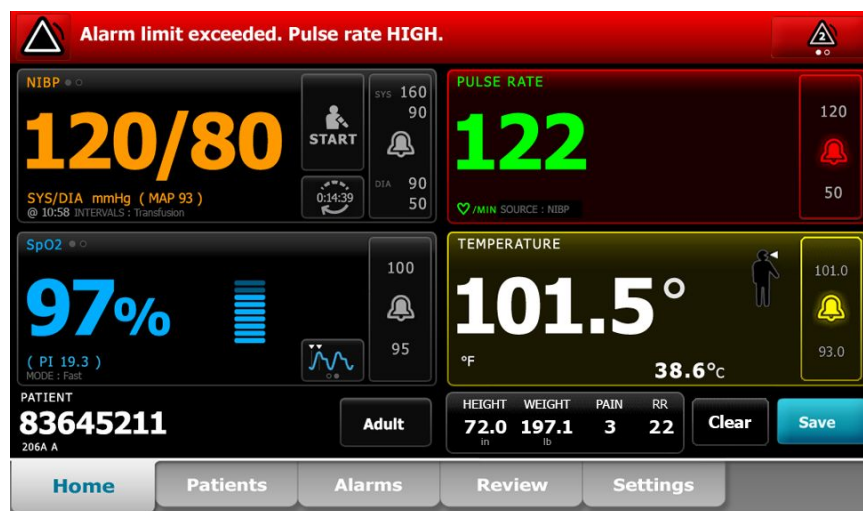 Alarm limit exceeded. Pulse rate HIGH.
2
NIBP
120/80
SYS/DIA mmHg ( MAP 93 )
@ 10:58 INTERVALS : Transfusion
START
0:14:39
SYS 160
90
DIA 90
50
PULSE RATE
122
/MIN SOURCE : NIBP
120
50
SpO2
97%
( PI 19.3 )
MODE : Fast
100
95
TEMPERATURE
101.5°
°F
38.6°C
101.0
93.0
PATIENT
83645211
206A A
Adult
HEIGHT WEIGHT PAIN RR
72.0 197.1 3 22
in lb
Clear
Save
Home Patients Alarms Review Settings